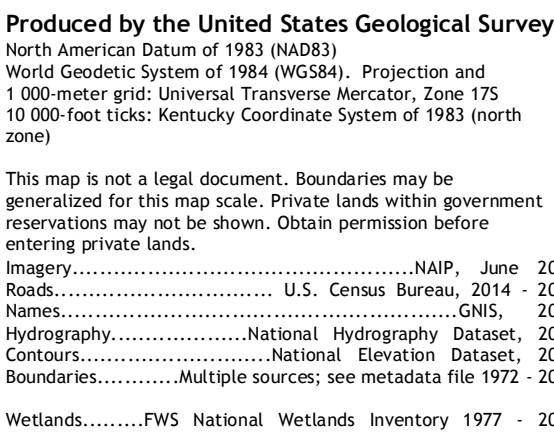 Produced by the United States Geological Survey
North American Datum of 1983 (NAD83)
World Geodetic System of 1984 (WGS84). Projection and
1 000-meter grid: Universal Transverse Mercator, Zone 17S
10 000-foot ticks: Kentucky Coordinate System of 1983 (north
zone)
This map is not a legal document. Boundaries may be
generalized for this map scale. Private lands within government
reservations may not be shown. Obtain permission before
entering private lands.
Imagery..........................................NAIP, June
Roads........................... U.S. Census Bureau, 2014 -
Names................................................GNIS,
Hydrography.................National Hydrography Dataset,
Contours...........................National Elevation Dataset,
Boundaries............Multiple sources; see metadata file 1972 -
Wetlands.........FWS National Wetlands Inventory 1977 -